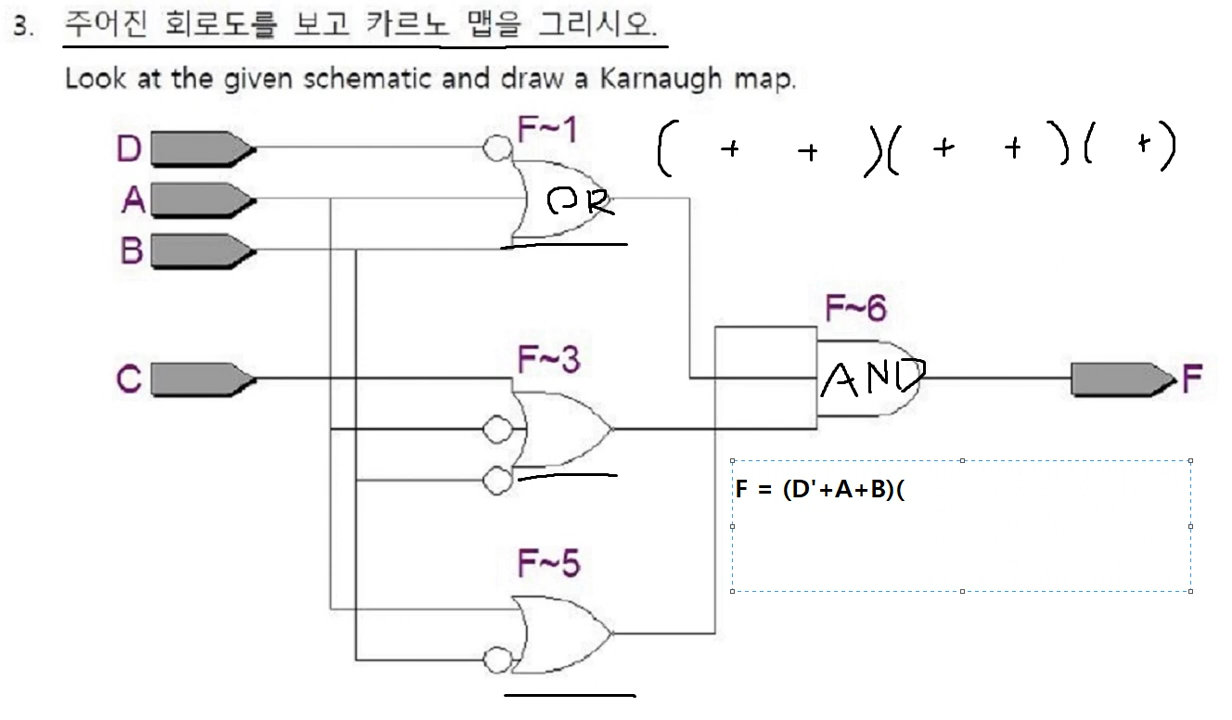 3. 주어진 회로도를 보고 카르노 맵을 그리시오.
Look at the given schematic and draw a Karnaugh map.
D
F~1
( + + )( + + )( +)
A
OR
B
F~6
C
F~3
AND
F
F = (D'+A+B)(
F~5